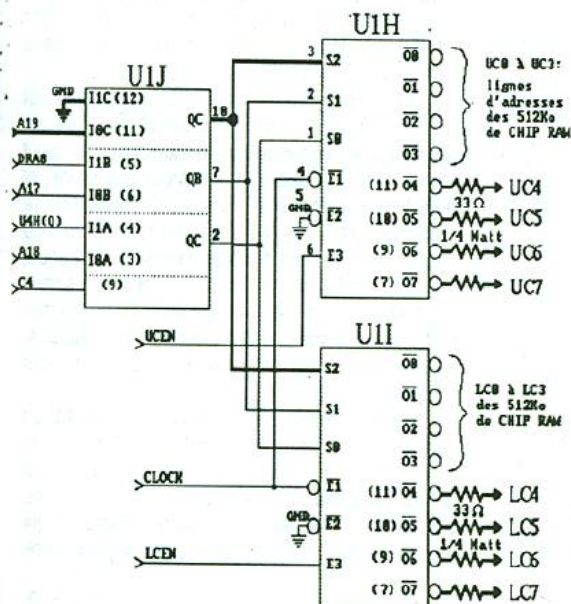 U1H
3 S2 O0
2 S1 O1
1 S0 O2
O3
4 E1 (11) O4 UC4
33 Ω
5 GND E2 (10) O5 UC5
1/4 Watt
6 E3 (9) O6 UC6
(7) O7 UC7
UC0 à UC3:
lignes
d'adresses
des 512Ko
de CHIP RAM
U1J
GND I1C (12)
A19 I0C (11) QC 10
DRA8 I1B (5)
A17 I0B (6) QB 7
U4H(Q) I1A (4)
A18 I0A (3) QC 2
C4 (9)
UCEN
CLOCK
LCEN
U1I
S2 O0
S1 O1
S0 O2
O3
E1 (11) O4 LC4
33 Ω
GND E2 (10) O5 LC5
1/4 Watt
E3 (9) O6 LC6
(7) O7 LC7
LC0 à LC3
des 512Ko
de CHIP RAM